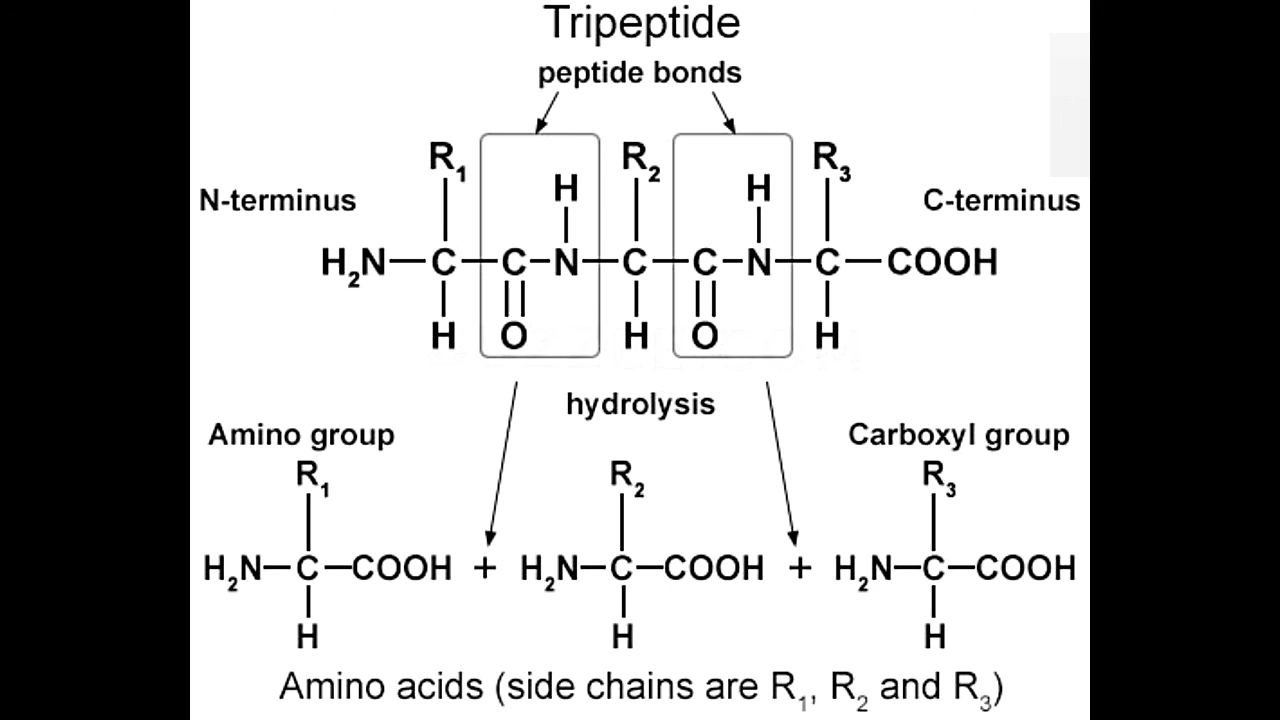 Tripeptide
peptide bonds
R₁ R₂ R₃
H H
N-terminus C-terminus
H₂N—C—C—N—C—C—N—C—COOH
H O H O H
hydrolysis
Amino group Carboxyl group
R₁ R₂ R₃
H₂N—C—COOH + H₂N—C—COOH + H₂N—C—COOH
H H H
Amino acids (side chains are R₁, R₂ and R₃)